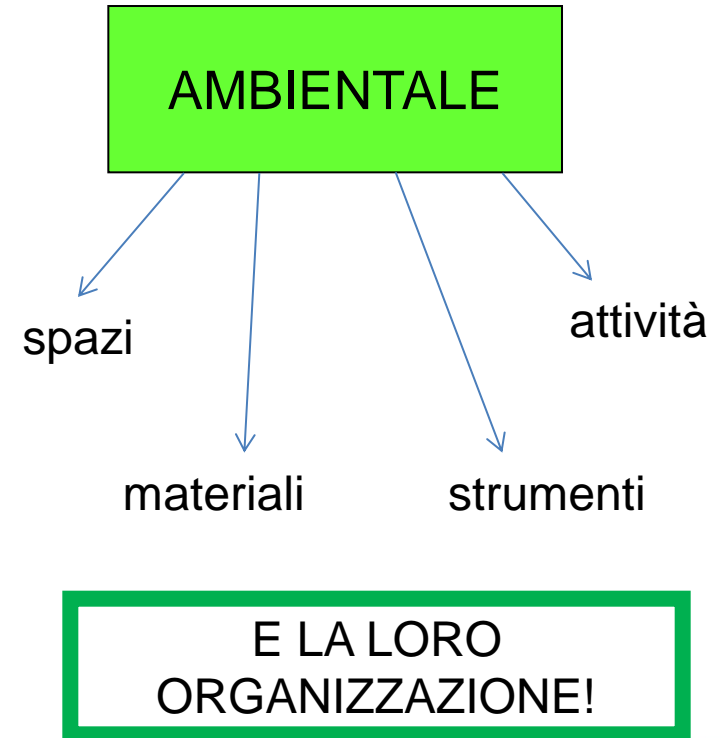 AMBIENTALE
spazi
attività
materiali
strumenti
E LA LORO
ORGANIZZAZIONE!